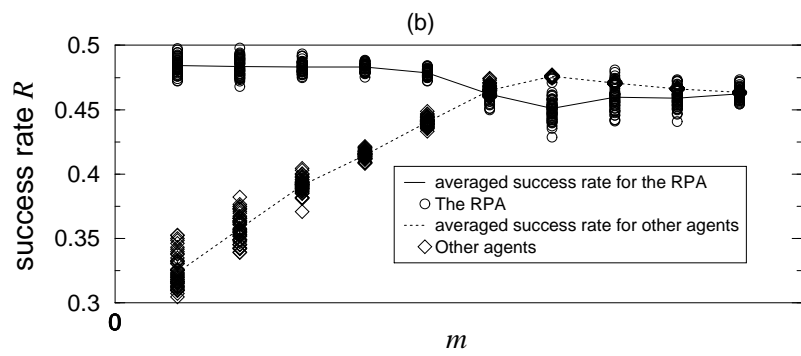 (b)
success rate R
0.5
0.45
0.4
0.35
0.3
0
m
averaged success rate for the RPA
The RPA
averaged success rate for other agents
Other agents